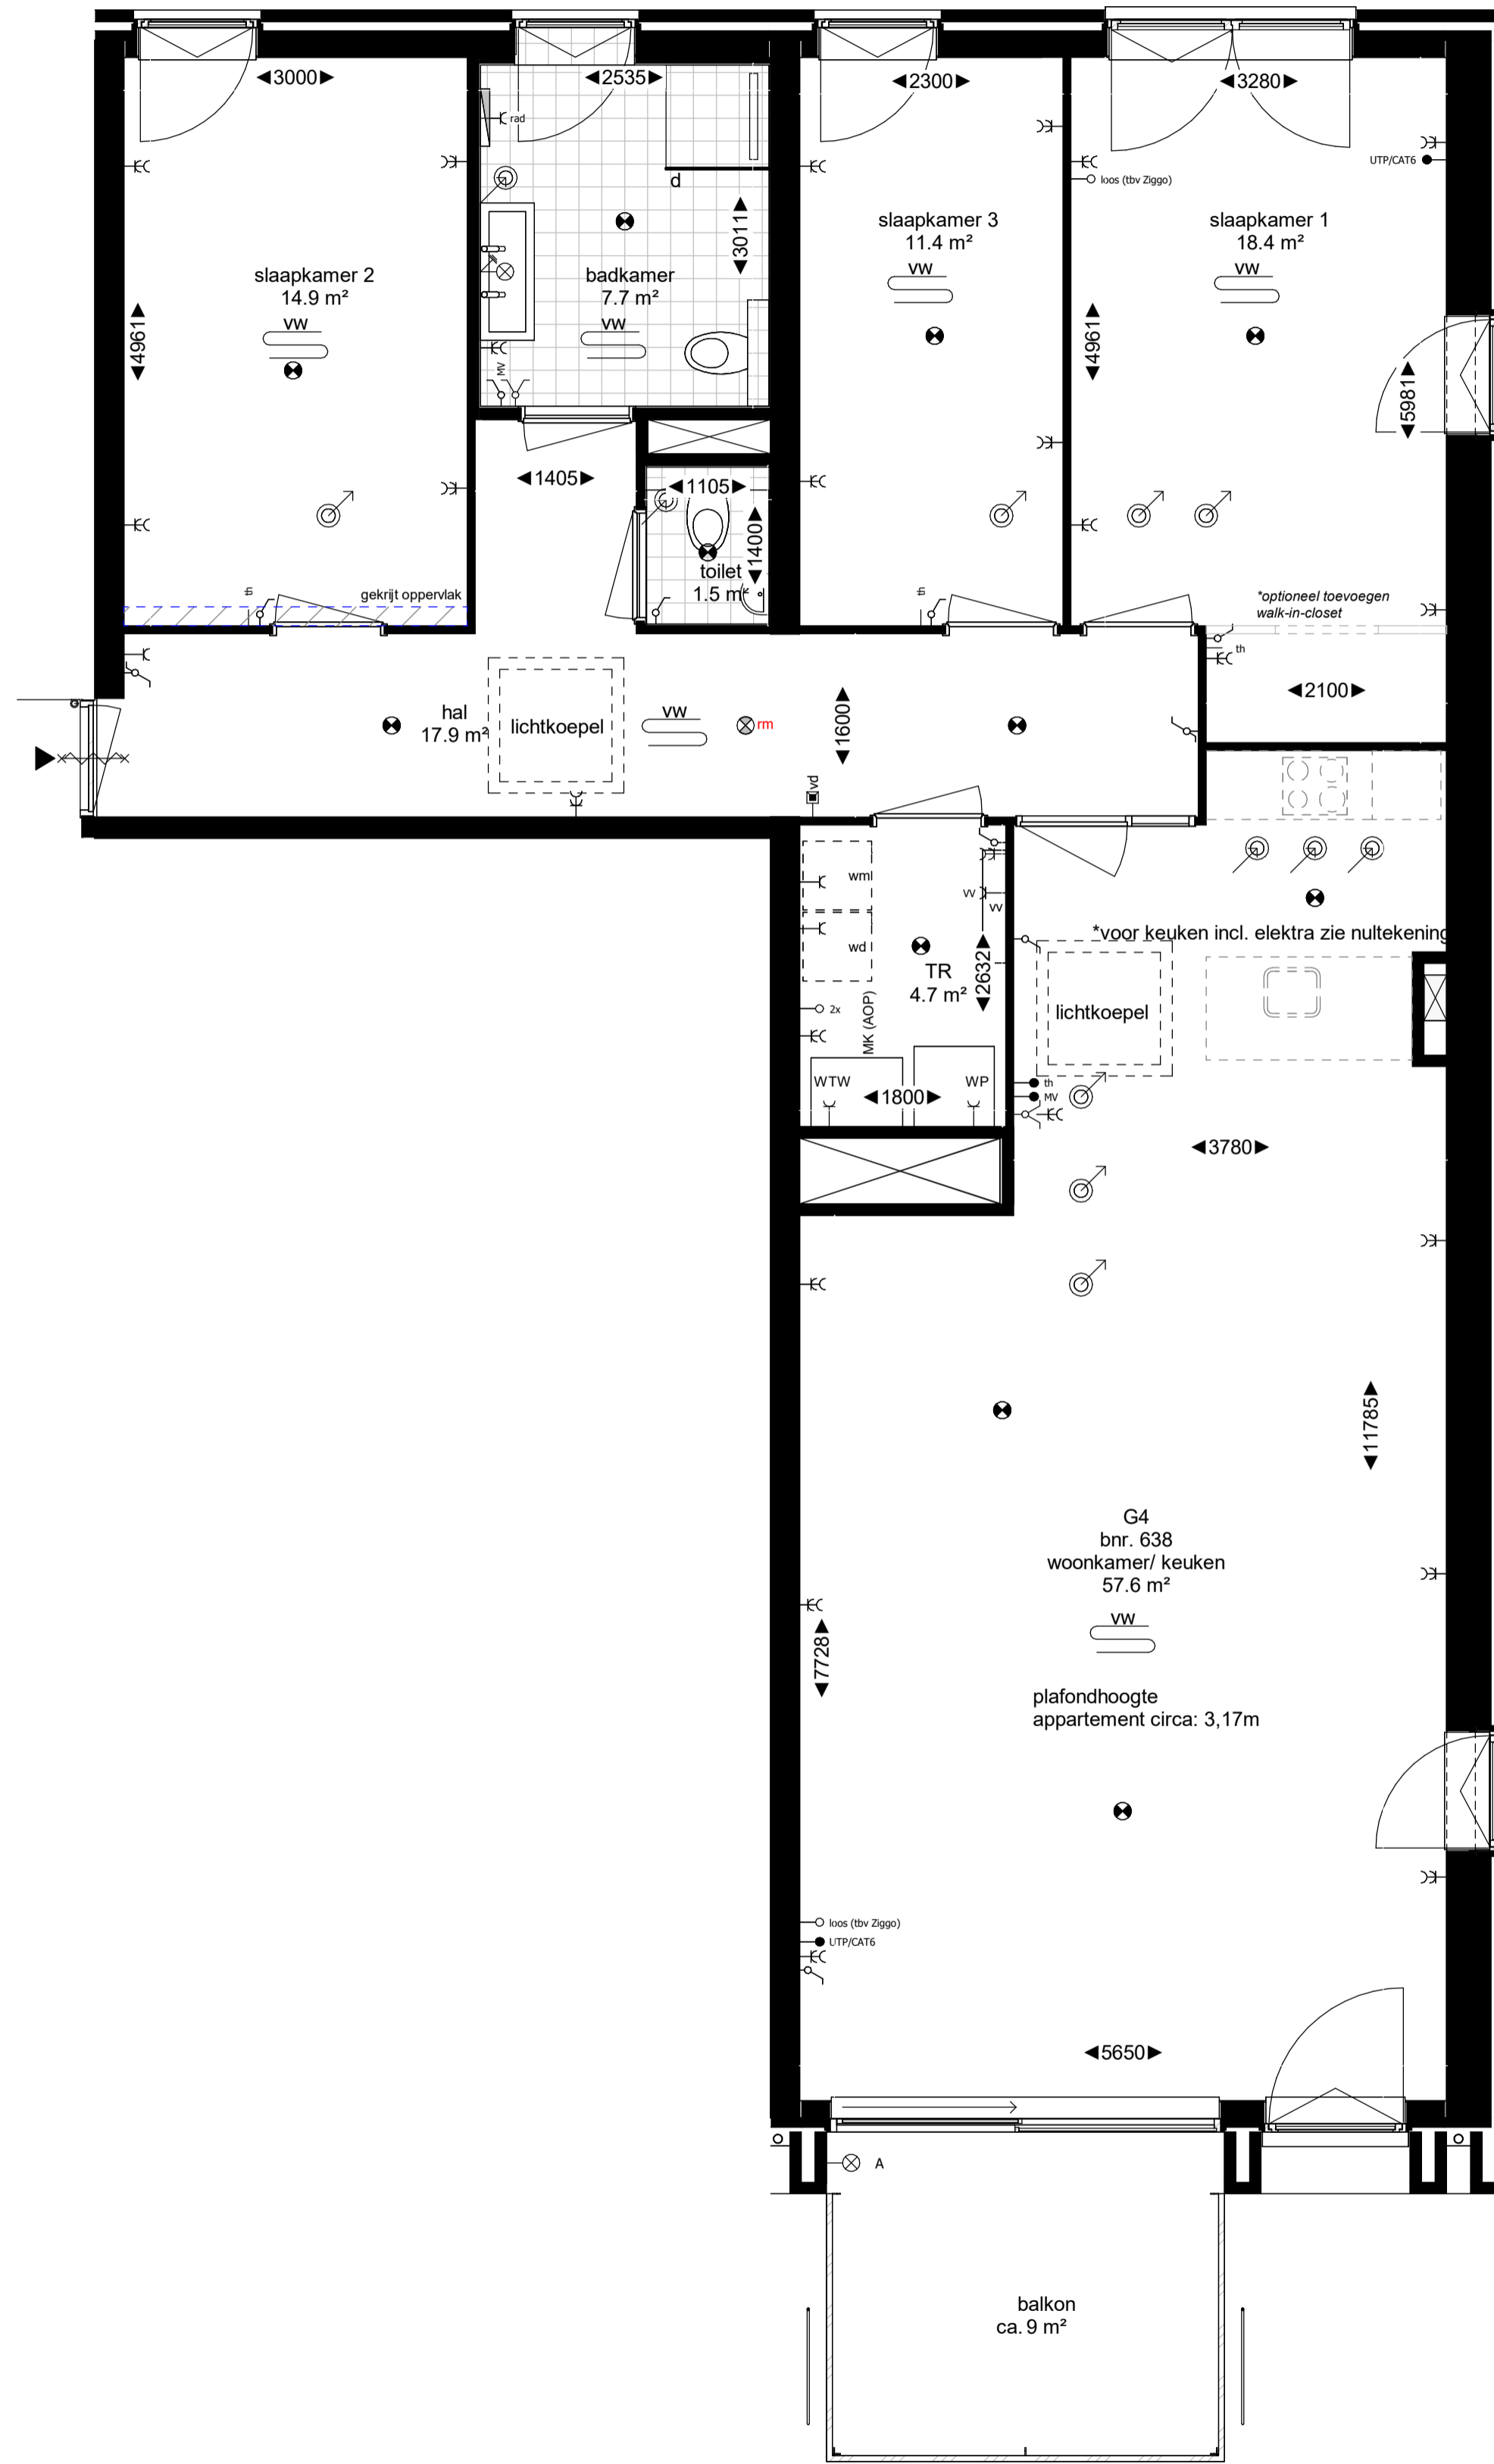 3000
2535
2300
3280
rad
UTP/CAT6
loos (tbv Ziggo)
d
3011
slaapkamer 2
14.9 m²
vw
badkamer
7.7 m²
vw
slaapkamer 3
11.4 m²
vw
slaapkamer 1
18.4 m²
vw
4961
4961
5981
MV
1405
1105
1400
toilet
1.5 m²
th
gekrijt oppervlak
th
*optioneel toevoegen
walk-in-closet
th
2100
hal
17.9 m²
lichtkoepel
vw
rm
1600
vd
wm
wd
vv
vv
TR
4.7 m²
2632
2x
MK (AOP)
WTW
1800
WP
*voor keuken incl. elektra zie nultekening
lichtkoepel
th
MV
3780
11785
G4
bnr. 638
woonkamer/ keuken
57.6 m²
vw
7728
plafondhoogte
appartement circa: 3,17m
loos (tbv Ziggo)
UTP/CAT6
5650
A
balkon
ca. 9 m²